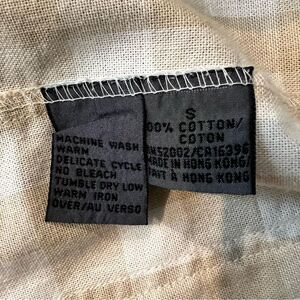 MACHINE WASH
WARM
DELICATE CYCLE
NO BLEACH
TUMBLE DRY LOW
WARM IRON
OVER/AU VERSO
S
00% COTTON/
COTON
MADE IN HONG KONG/
FAIT À HONG KONG